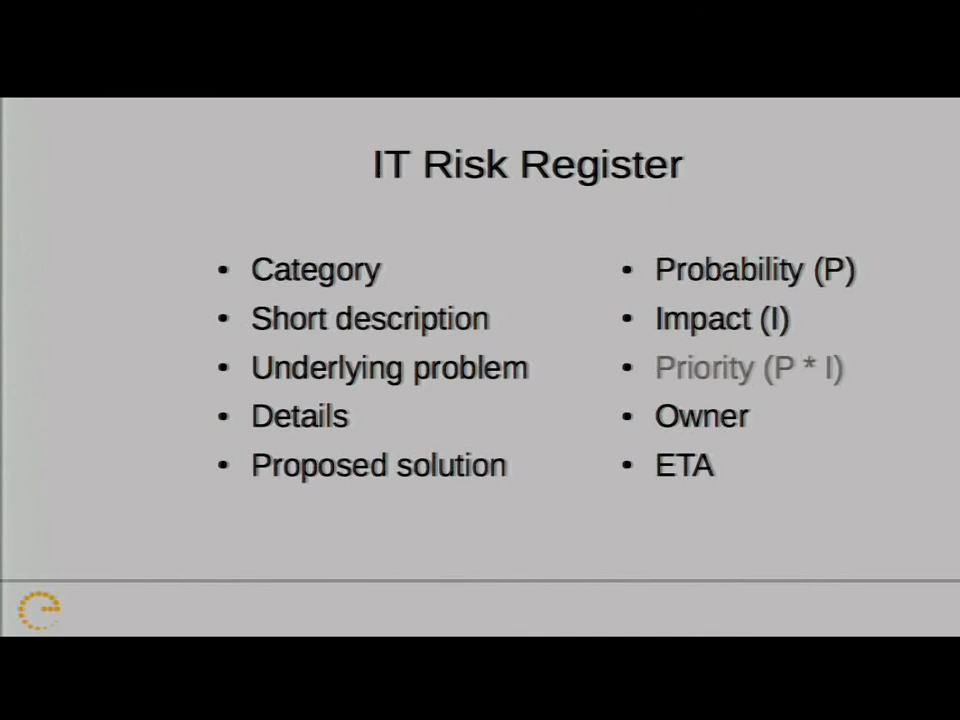 IT Risk Register
• Category
• Short description
• Underlying problem
• Details
• Proposed solution
• Probability (P)
• Impact (I)
• Priority (P * I)
• Owner
• ETA